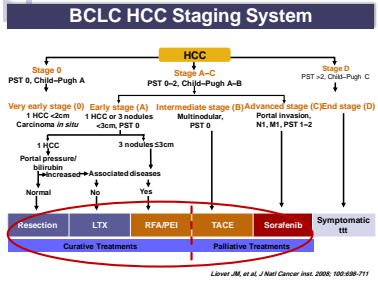 BCLC HCC Staging System
HCC
Stage 0
PST 0, Child–Pugh A
Stage A–C
PST 0–2, Child–Pugh A–B
Stage D
PST >2, Child–Pugh C
Very early stage (0)
1 HCC <2cm
Carcinoma in situ
Early stage (A)
1 HCC or 3 nodules
<3cm, PST 0
Intermediate stage (B)
Multinodular,
PST 0
Advanced stage (C)
Portal invasion,
N1, M1, PST 1–2
End stage (D)
1 HCC
3 nodules ≤3cm
Portal pressure/
bilirubin
Increased
Associated diseases
Normal
No
Yes
Resection
LTX
RFA/PEI
TACE
Sorafenib
Symptomatic
ttt
Curative Treatments
Palliative Treatments
Llovet JM, et al, J Natl Cancer inst. 2008; 100:698-711